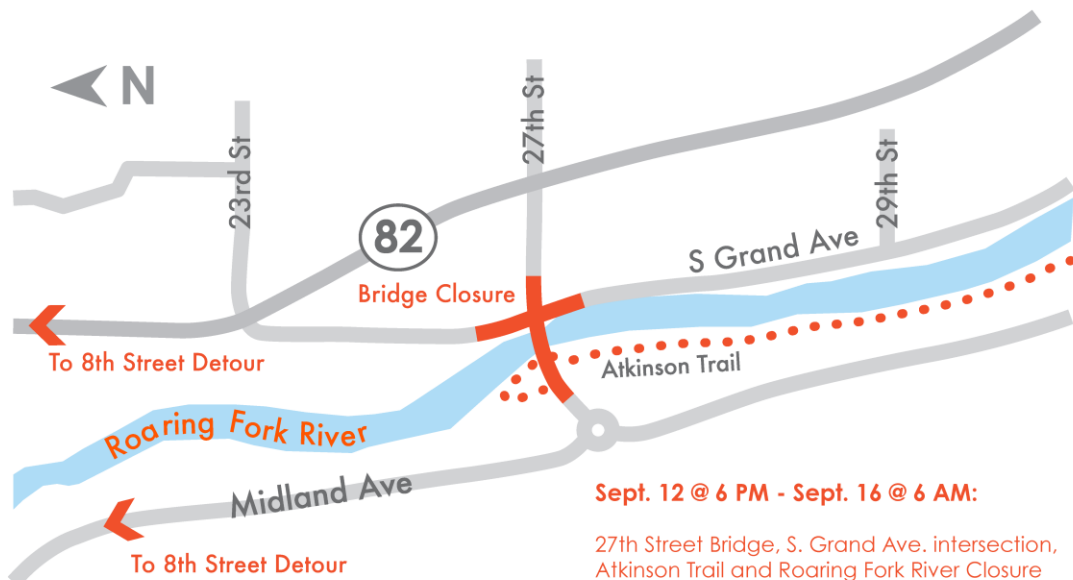 N
23rd St
27th St
29th St
82
S Grand Ave
Bridge Closure
To 8th Street Detour
Atkinson Trail
Roaring Fork River
Midland Ave
To 8th Street Detour
Sept. 12 @ 6 PM - Sept. 16 @ 6 AM:
27th Street Bridge, S. Grand Ave. intersection,
Atkinson Trail and Roaring Fork River Closure